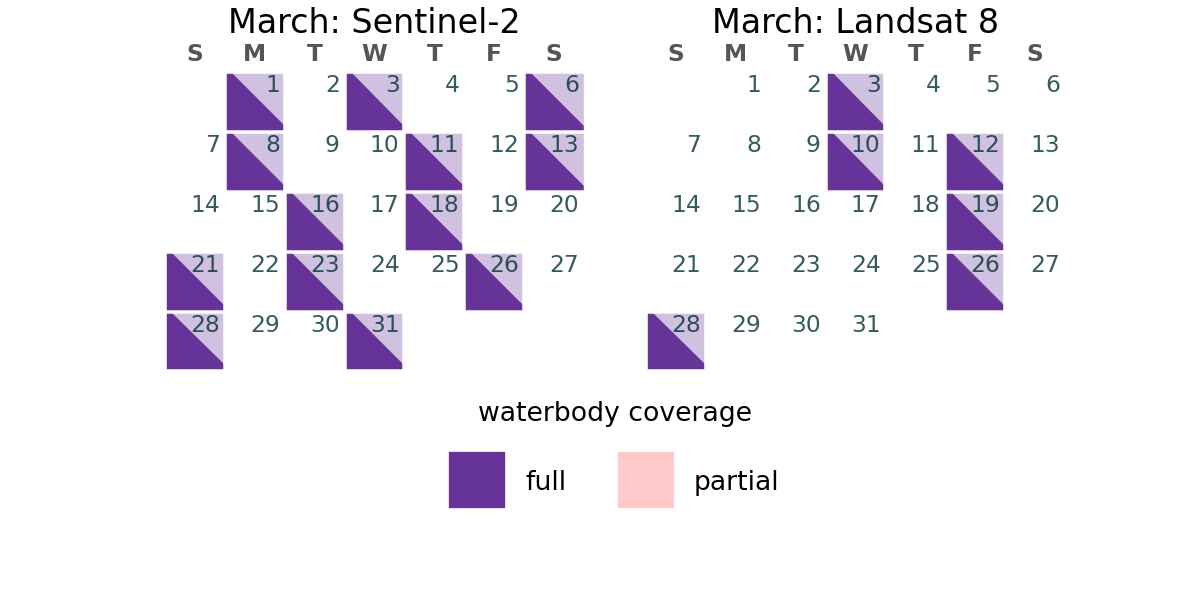 March: Sentinel-2
S M T W T F S
1 2 3 4 5 6
7 8 9 10 11 12 13
14 15 16 17 18 19 20
21 22 23 24 25 26 27
28 29 30 31
March: Landsat 8
S M T W T F S
1 2 3 4 5 6
7 8 9 10 11 12 13
14 15 16 17 18 19 20
21 22 23 24 25 26 27
28 29 30 31
waterbody coverage
full partial